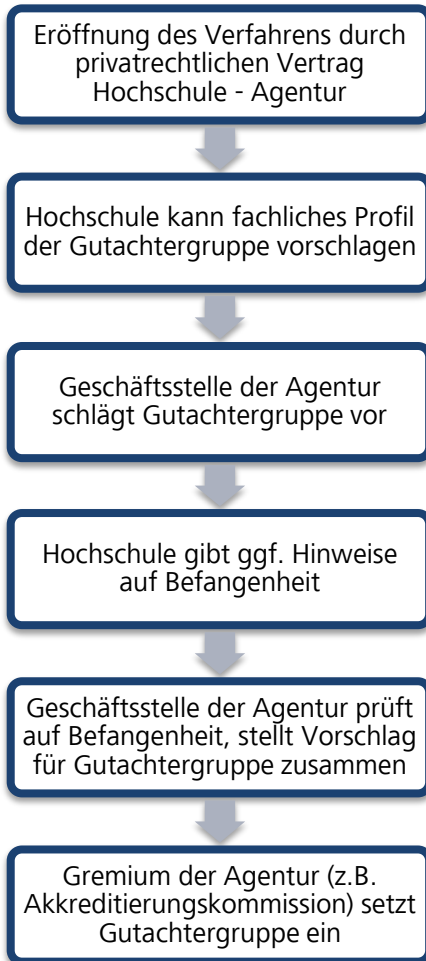 Eröffnung des Verfahrens durch
privatrechtlichen Vertrag
Hochschule - Agentur
Hochschule kann fachliches Profil
der Gutachtergruppe vorschlagen
Geschäftsstelle der Agentur
schlägt Gutachtergruppe vor
Hochschule gibt ggf. Hinweise
auf Befangenheit
Geschäftsstelle der Agentur prüft
auf Befangenheit, stellt Vorschlag
für Gutachtergruppe zusammen
Gremium der Agentur (z.B.
Akkreditierungskommission) setzt
Gutachtergruppe ein